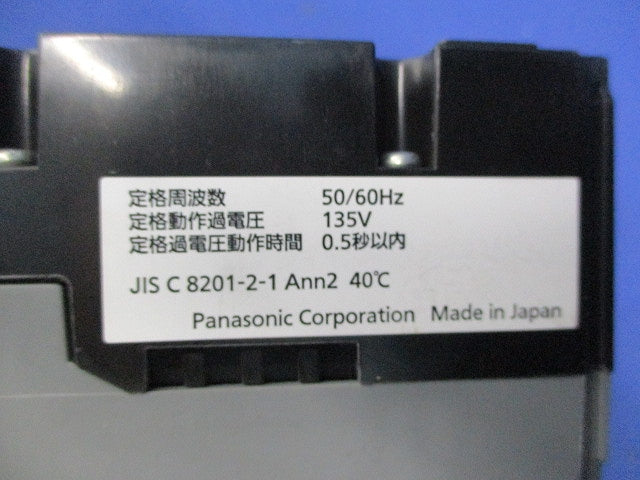 定格周波数 50/60Hz
定格動作過電圧 135V
定格過電圧動作時間 0.5秒以内
JIS C 8201-2-1 Ann2 40℃
Panasonic Corporation Made in Japan